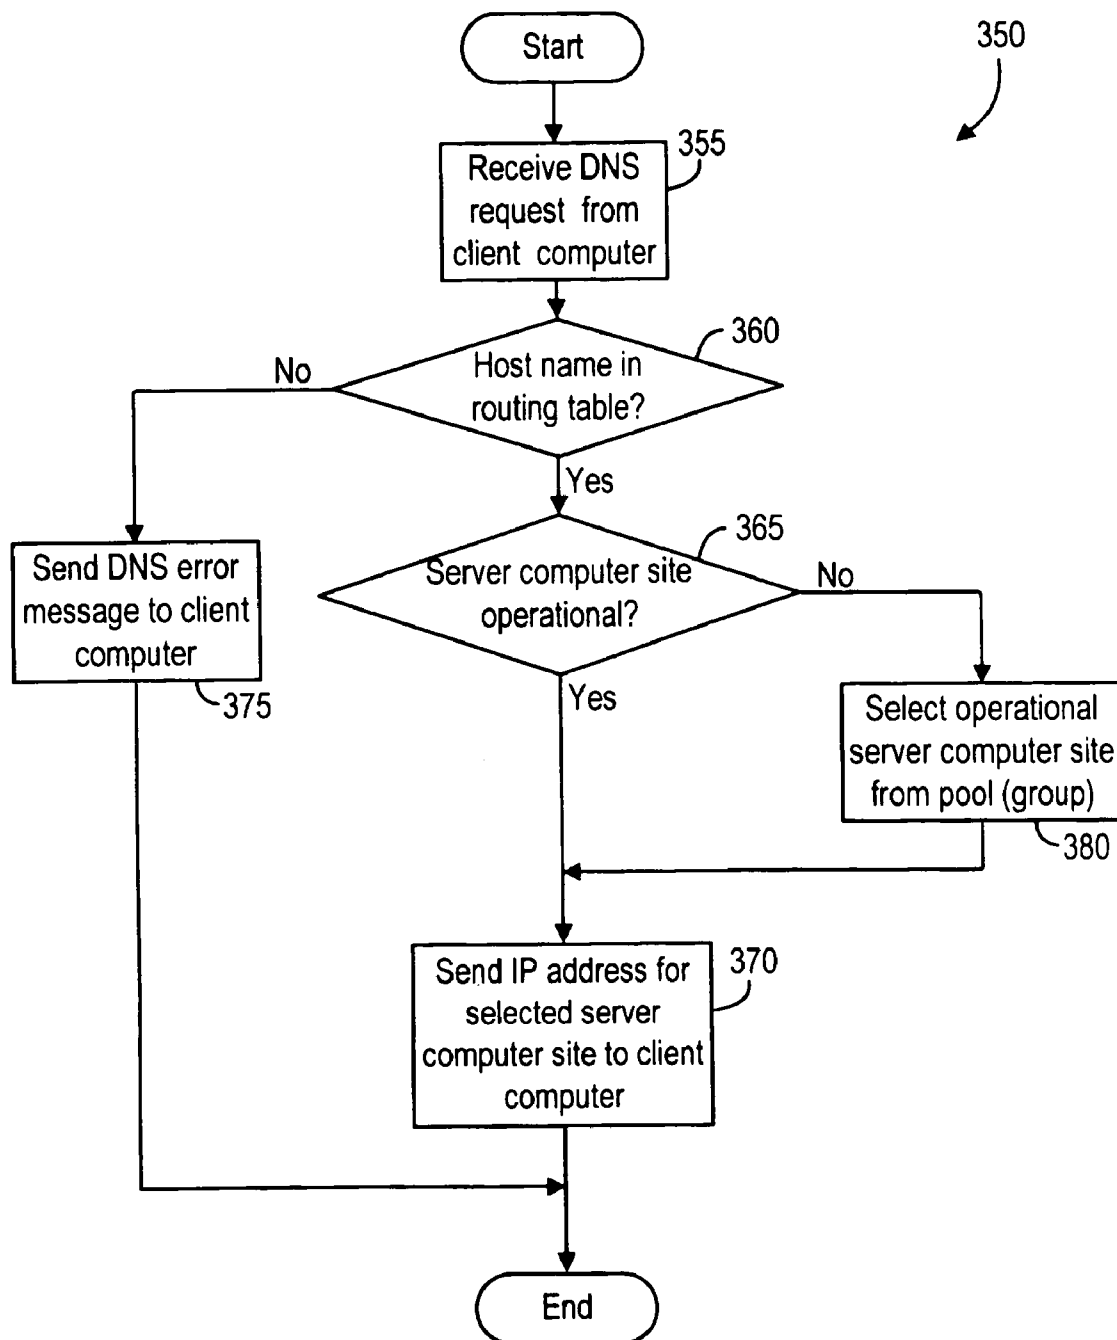 Start
350
355
Receive DNS
request from
client computer
360
Host name in
routing table?
No
Yes
365
Server computer site
operational?
No
Yes
Send DNS error
message to client
computer
375
Select operational
server computer site
from pool (group)
380
370
Send IP address for
selected server
computer site to client
computer
End